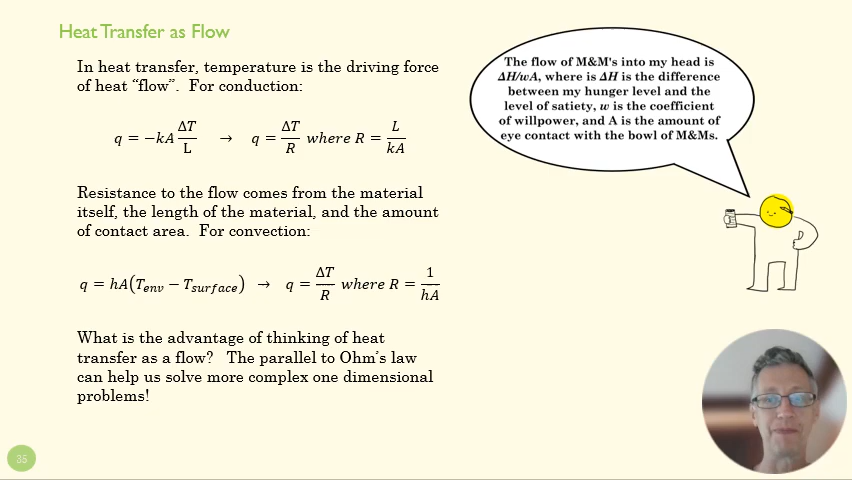 Heat Transfer as Flow
In heat transfer, temperature is the driving force
of heat “flow”.  For conduction:
q = −kA ΔT/L → q = ΔT/R where R = L/kA
Resistance to the flow comes from the material
itself, the length of the material, and the amount
of contact area.  For convection:
q = hA(T_env − T_surface) → q = ΔT/R where R = 1/hA
What is the advantage of thinking of heat
transfer as a flow?  The parallel to Ohm’s law
can help us solve more complex one dimensional
problems!
The flow of M&M's into my head is
ΔH/wA, where is ΔH is the difference
between my hunger level and the
level of satiety, w is the coefficient
of willpower, and A is the amount of
eye contact with the bowl of M&Ms.
35